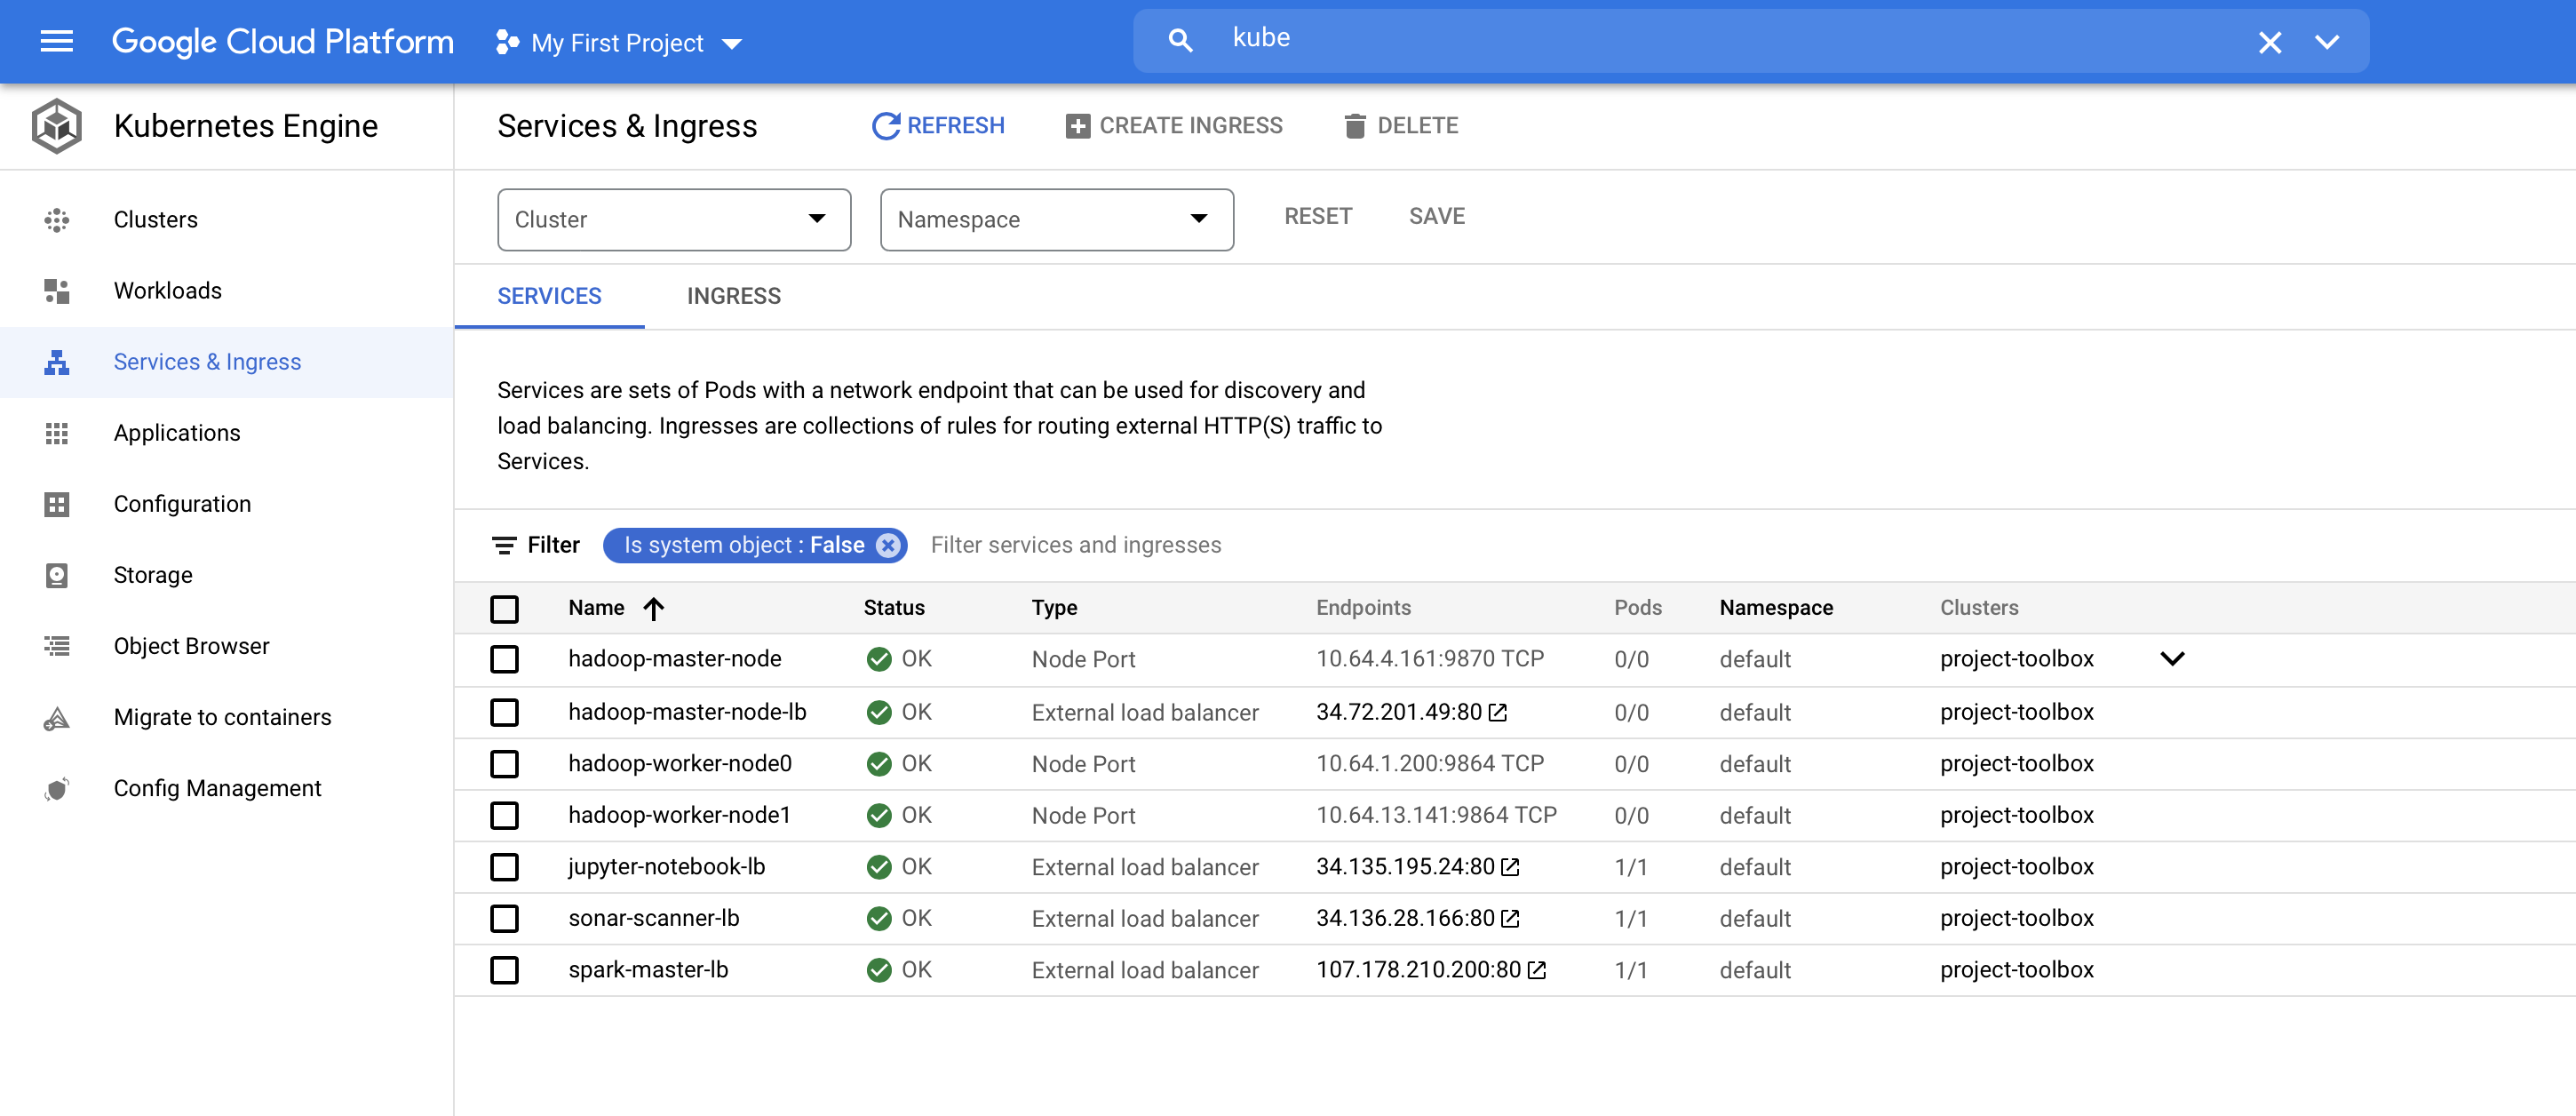 Google Cloud Platform My First Project kube
Kubernetes Engine
Clusters
Workloads
Services & Ingress
Applications
Configuration
Storage
Object Browser
Migrate to containers
Config Management
Services & Ingress REFRESH CREATE INGRESS DELETE
Cluster Namespace RESET SAVE
SERVICES INGRESS
Services are sets of Pods with a network endpoint that can be used for discovery and
load balancing. Ingresses are collections of rules for routing external HTTP(S) traffic to
Services.
Filter Is system object : False Filter services and ingresses
Name Status Type Endpoints Pods Namespace Clusters
hadoop-master-node OK Node Port 10.64.4.161:9870 TCP 0/0 default project-toolbox
hadoop-master-node-lb OK External load balancer 34.72.201.49:80 0/0 default project-toolbox
hadoop-worker-node0 OK Node Port 10.64.1.200:9864 TCP 0/0 default project-toolbox
hadoop-worker-node1 OK Node Port 10.64.13.141:9864 TCP 0/0 default project-toolbox
jupyter-notebook-lb OK External load balancer 34.135.195.24:80 1/1 default project-toolbox
sonar-scanner-lb OK External load balancer 34.136.28.166:80 1/1 default project-toolbox
spark-master-lb OK External load balancer 107.178.210.200:80 1/1 default project-toolbox